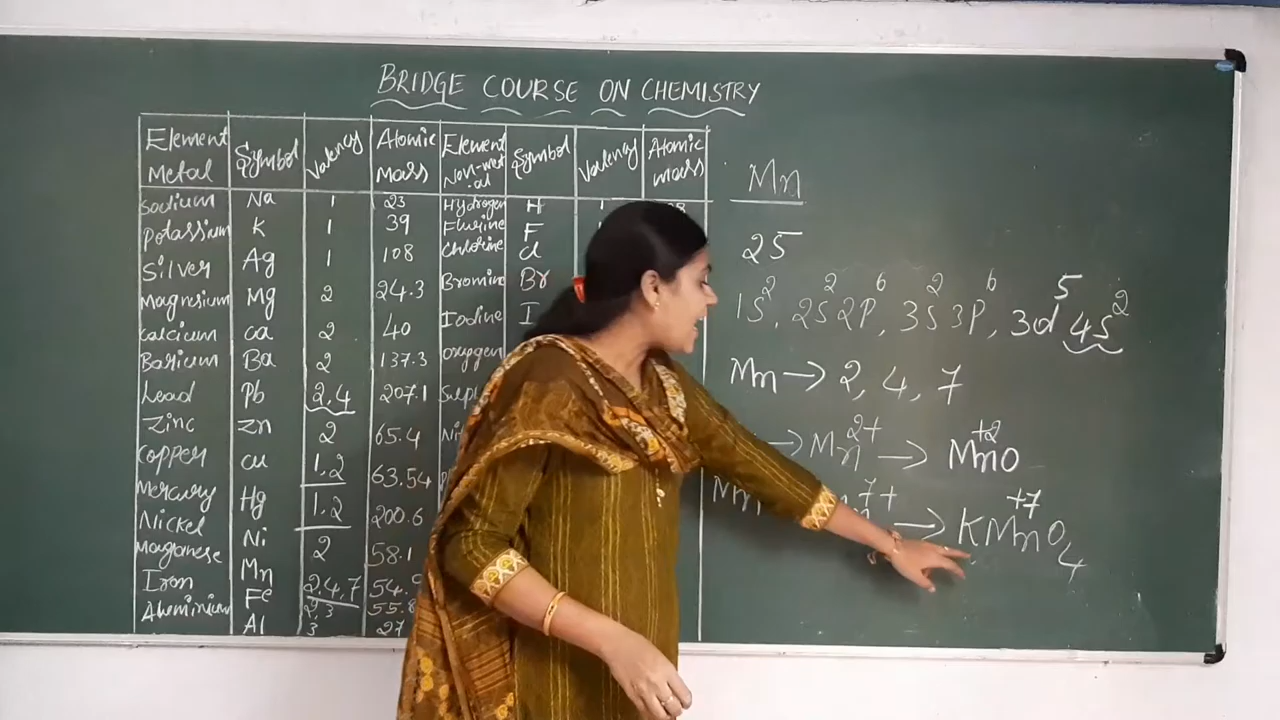 BRIDGE COURSE ON CHEMISTRY
Element Metal Symbol Valency Atomic mass Element Non-metal Symbol Valency Atomic mass
Sodium Na 1 23 Hydrogen H 1
Potassium K 1 39 Flurine F
Silver Ag 1 108 Chlorine Cl
Magnesium Mg 2 24.3 Bromin Br
Calcium Ca 2 40 Iodine I
Barium Ba 2 137.3 Oxygen
Lead Pb 2,4 207.1
Zinc Zn 2 65.4
Copper Cu 1,2 63.54
Mercury Hg 1,2 200.6
Nickel Ni 2 58.1
Manganese Mn 2,4,7 54.9
Iron Fe 2,3 55.8
Aluminium Al 3 27
Mn
25
1S² 2S² 2P⁶, 3S² 3P⁶, 3d⁵ 4S²
Mn → 2, 4, 7
→ Mn²⁺ → Mn⁺²O
7+ → KMn⁺⁷O₄